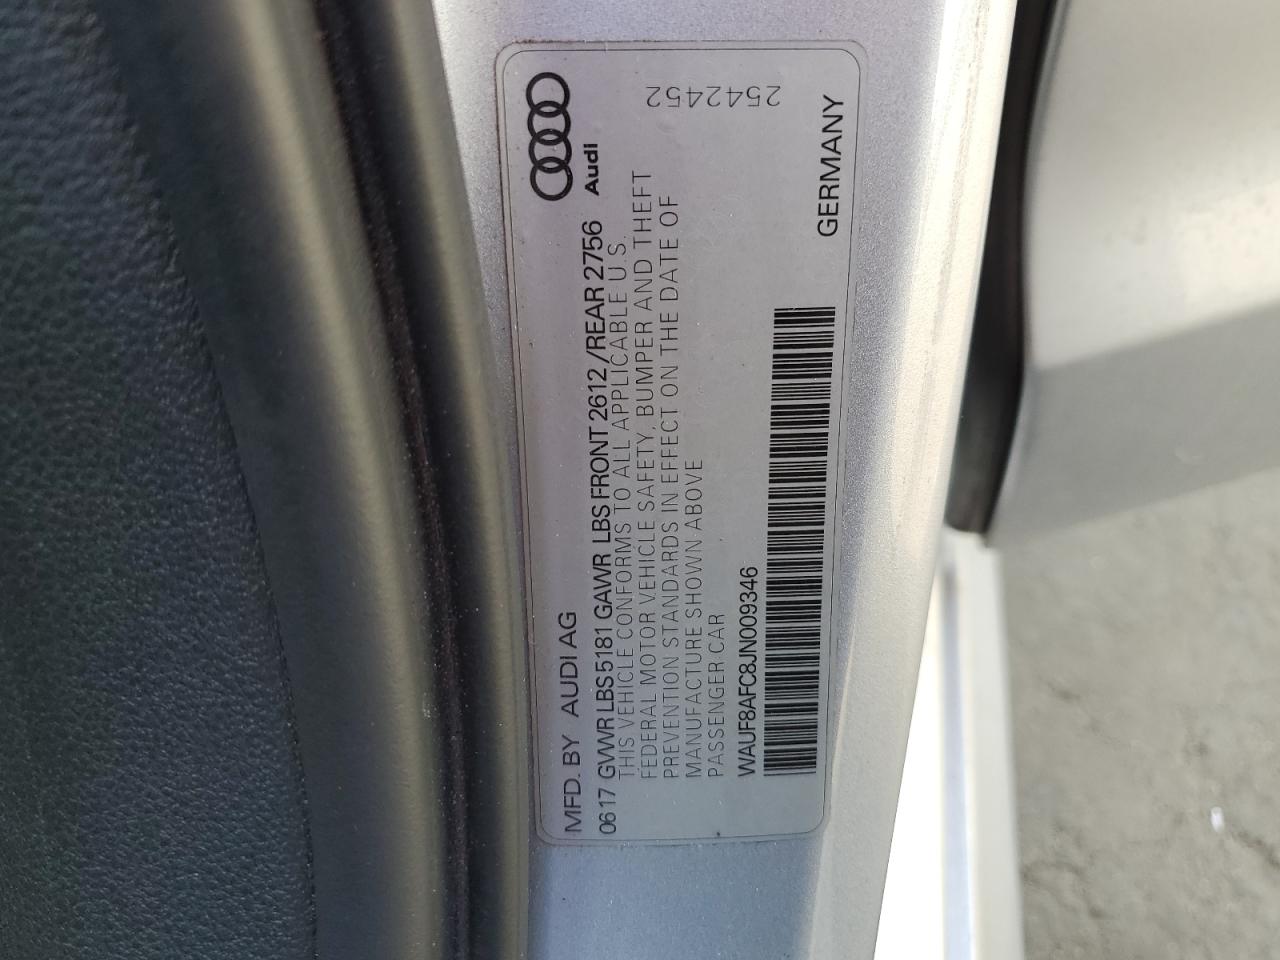 MFD. BY AUDI AG
0617 GVWR LBS 5181 GAWR LBS FRONT 2612 /REAR 2756
Audi
THIS VEHICLE CONFORMS TO ALL APPLICABLE U.S.
FEDERAL MOTOR VEHICLE SAFETY, BUMPER AND THEFT
PREVENTION STANDARDS IN EFFECT ON THE DATE OF
MANUFACTURE SHOWN ABOVE
PASSENGER CAR
WAUF8AFC8JN009346
GERMANY
2542452